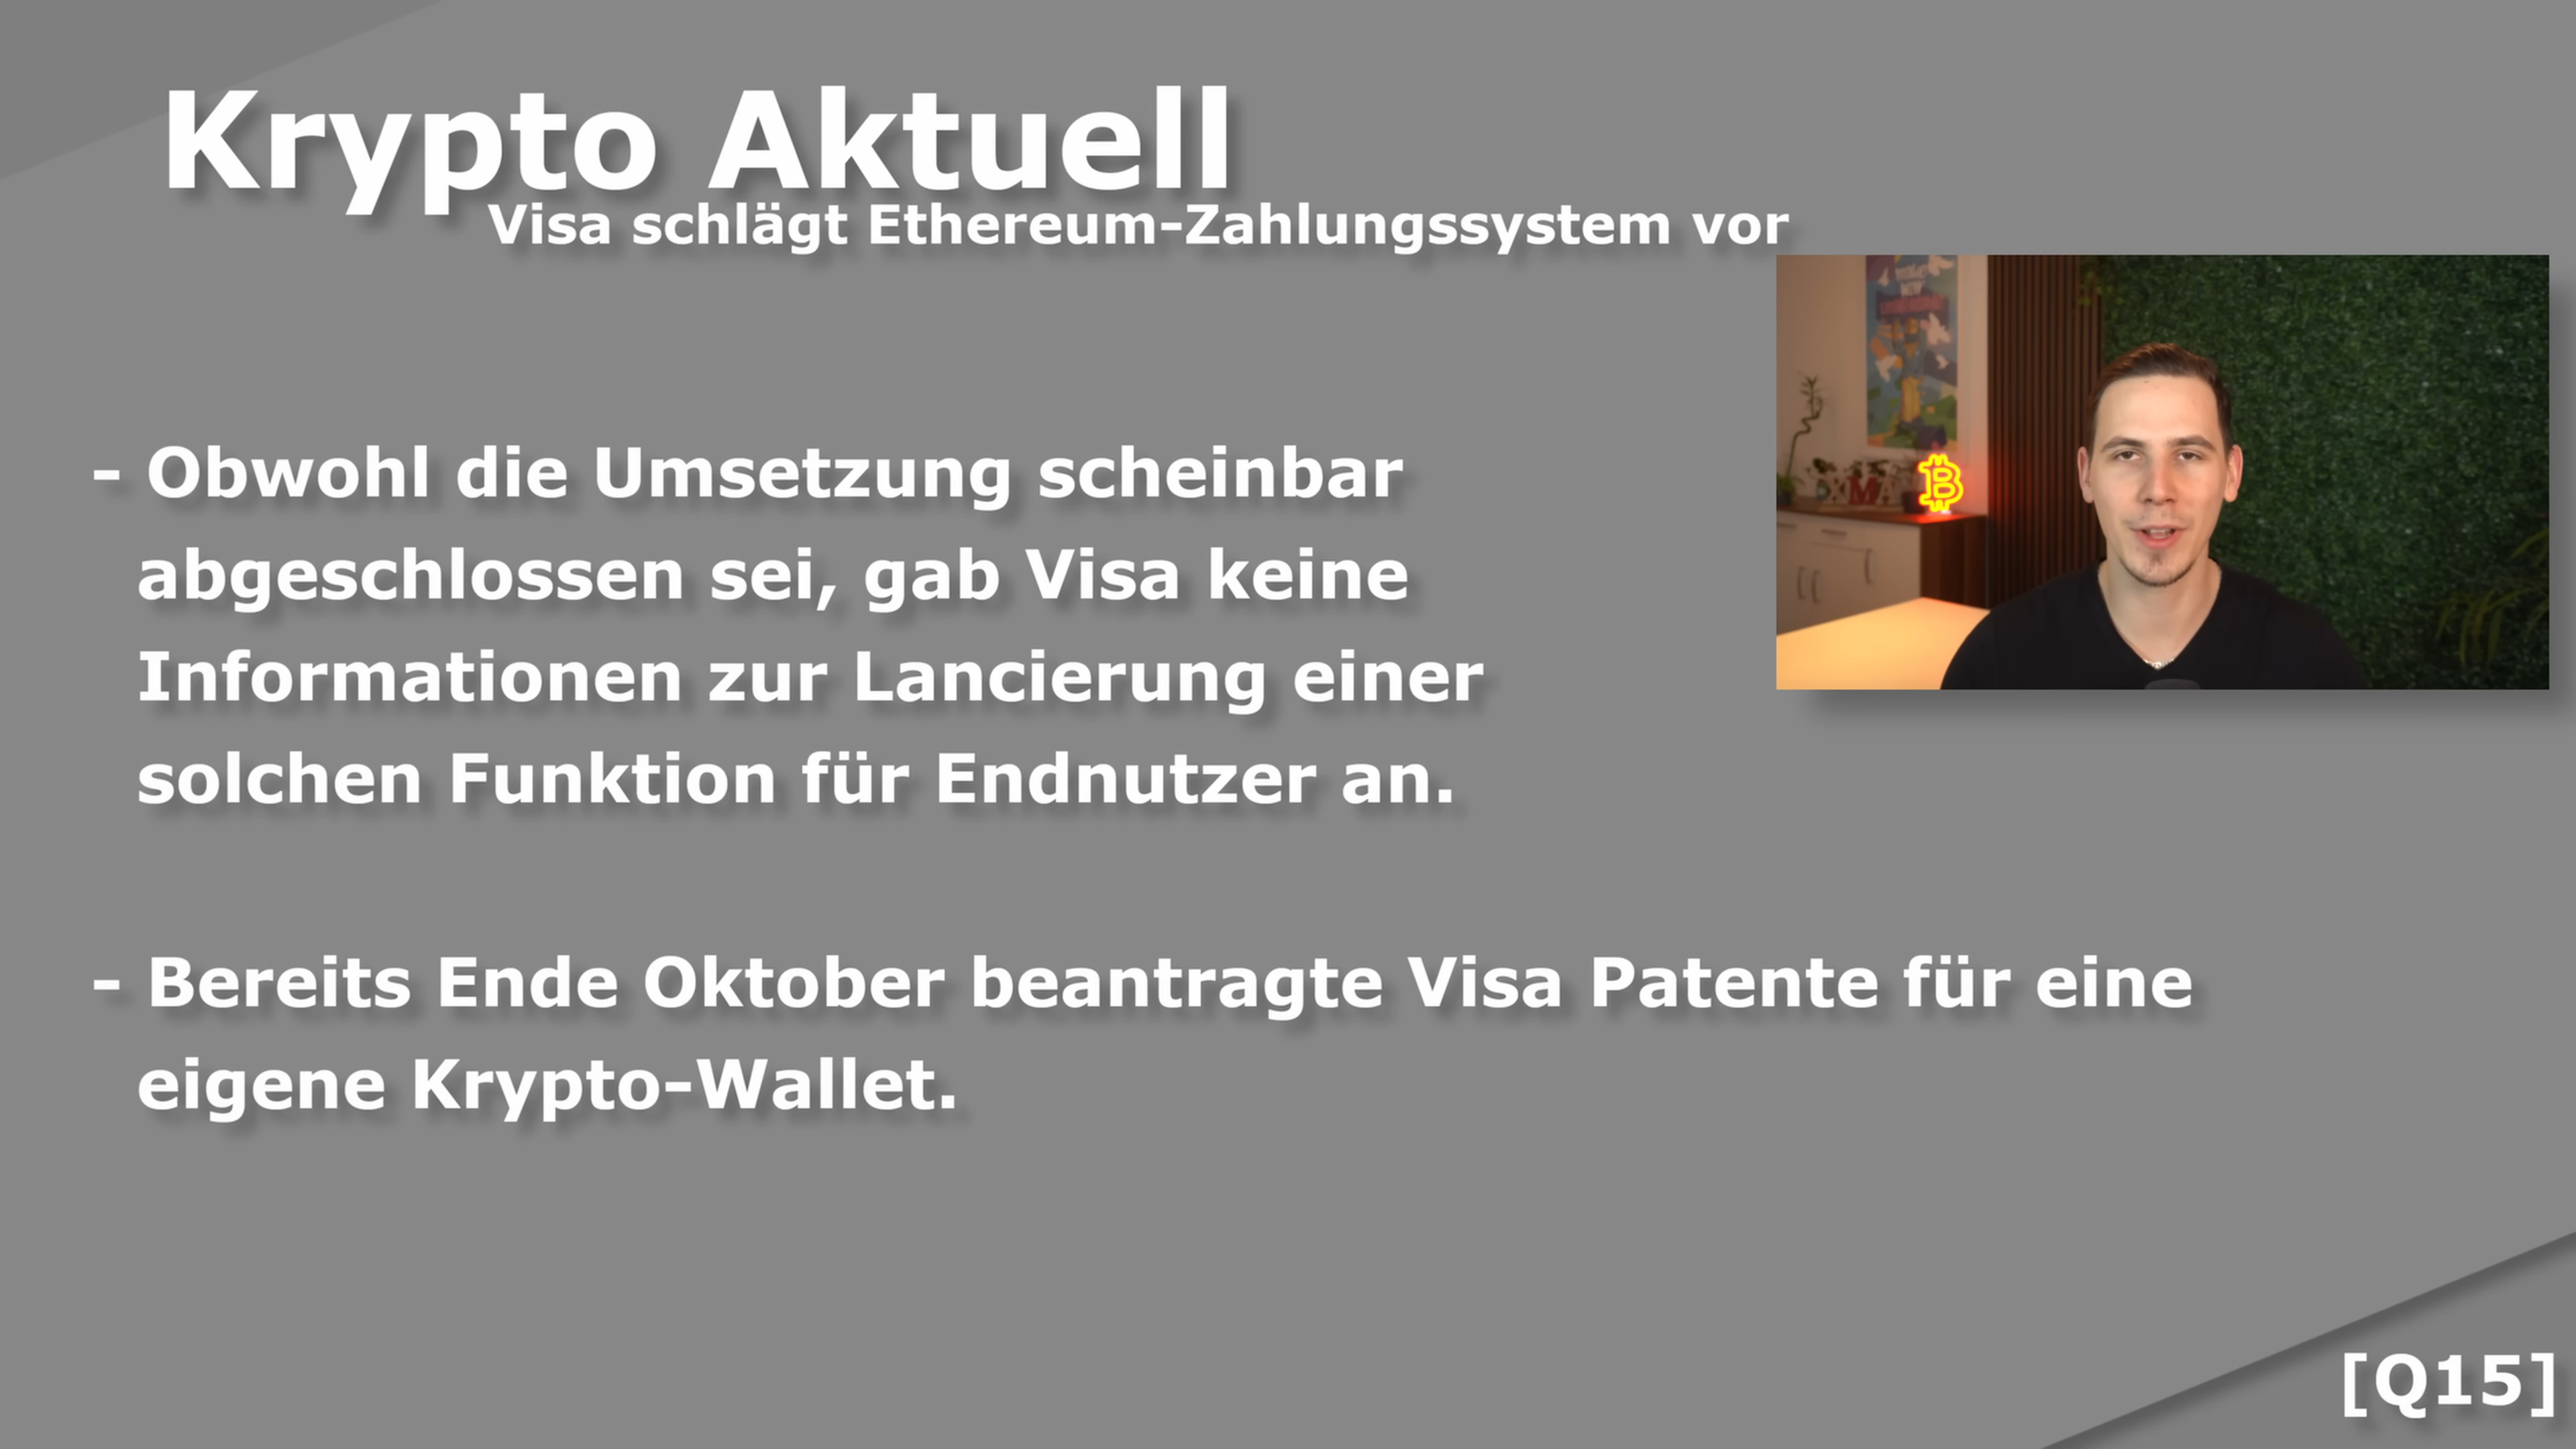 Krypto Aktuell
Visa schlägt Ethereum-Zahlungssystem vor
- Obwohl die Umsetzung scheinbar
abgeschlossen sei, gab Visa keine
Informationen zur Lancierung einer
solchen Funktion für Endnutzer an.
- Bereits Ende Oktober beantragte Visa Patente für eine
eigene Krypto-Wallet.
[Q15]